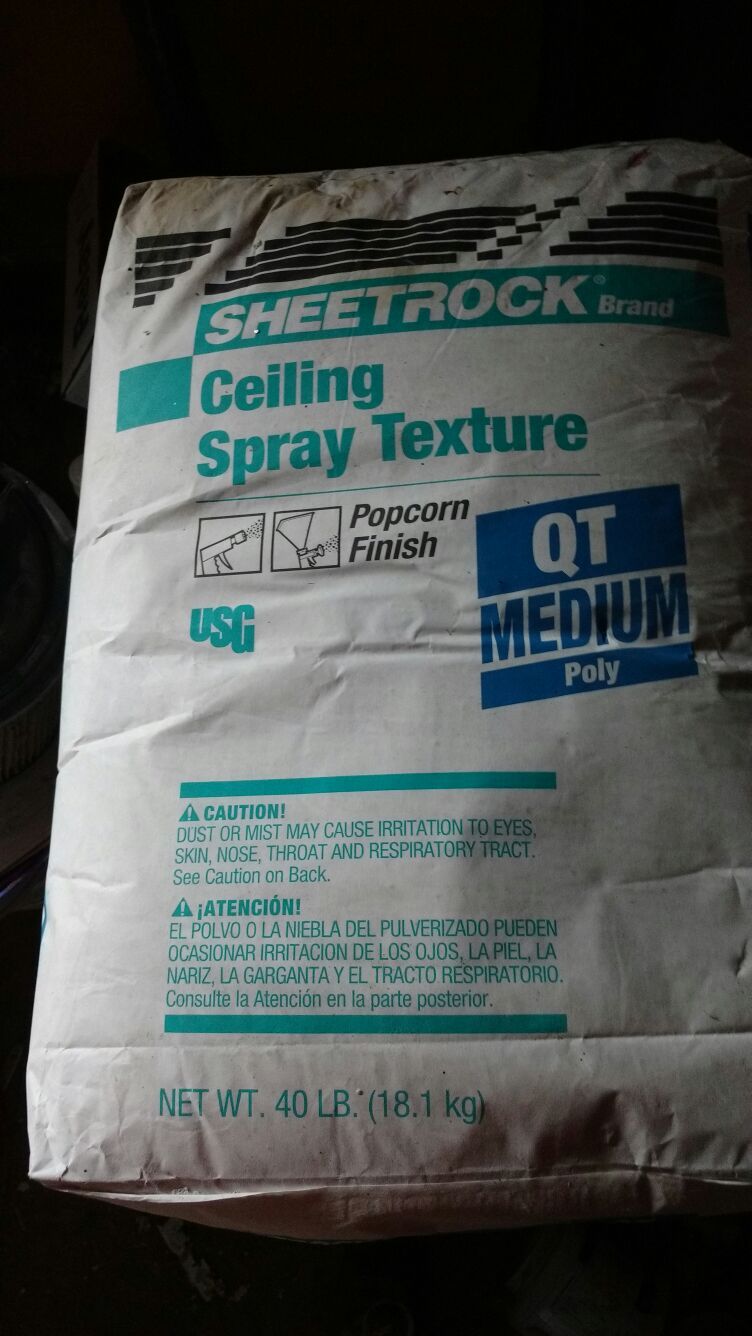 SHEETROCK® Brand
Ceiling
Spray Texture
Popcorn
Finish
QT
MEDIUM
Poly
USG
CAUTION!
DUST OR MIST MAY CAUSE IRRITATION TO EYES,
SKIN, NOSE, THROAT AND RESPIRATORY TRACT.
See Caution on Back.
¡ATENCIÓN!
EL POLVO O LA NIEBLA DEL PULVERIZADO PUEDEN
OCASIONAR IRRITACION DE LOS OJOS, LA PIEL, LA
NARIZ, LA GARGANTA Y EL TRACTO RESPIRATORIO.
Consulte la Atención en la parte posterior.
NET WT. 40 LB. (18.1 kg)